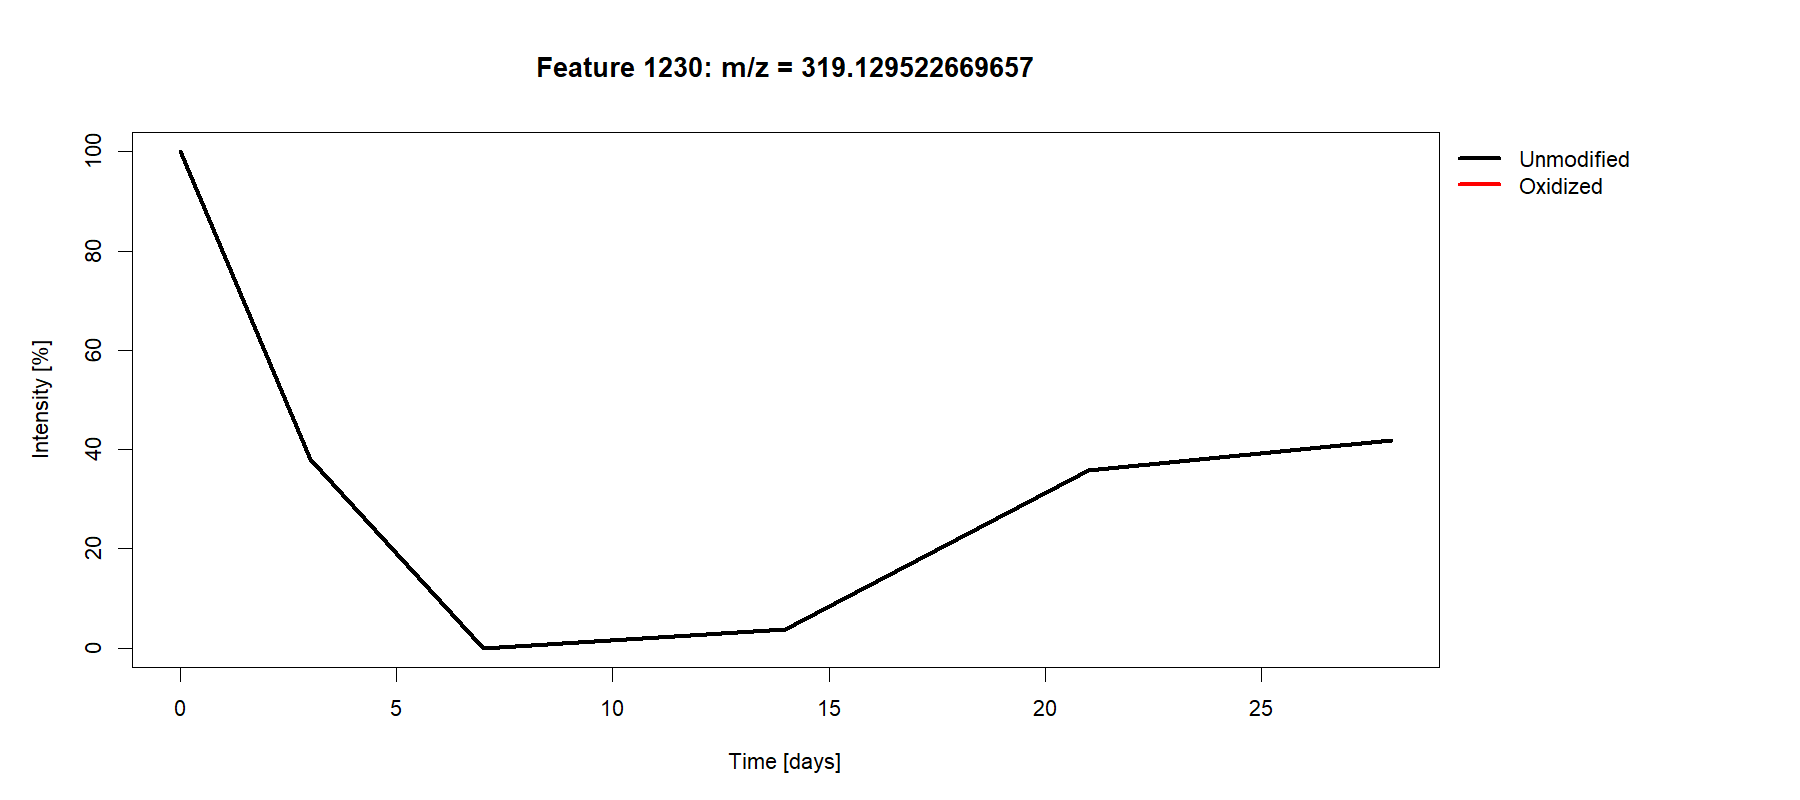 Feature 1230: m/z = 319.129522669657
Unmodified
Oxidized
Intensity [%]
100
80
60
40
20
0
0 5 10 15 20 25
Time [days]